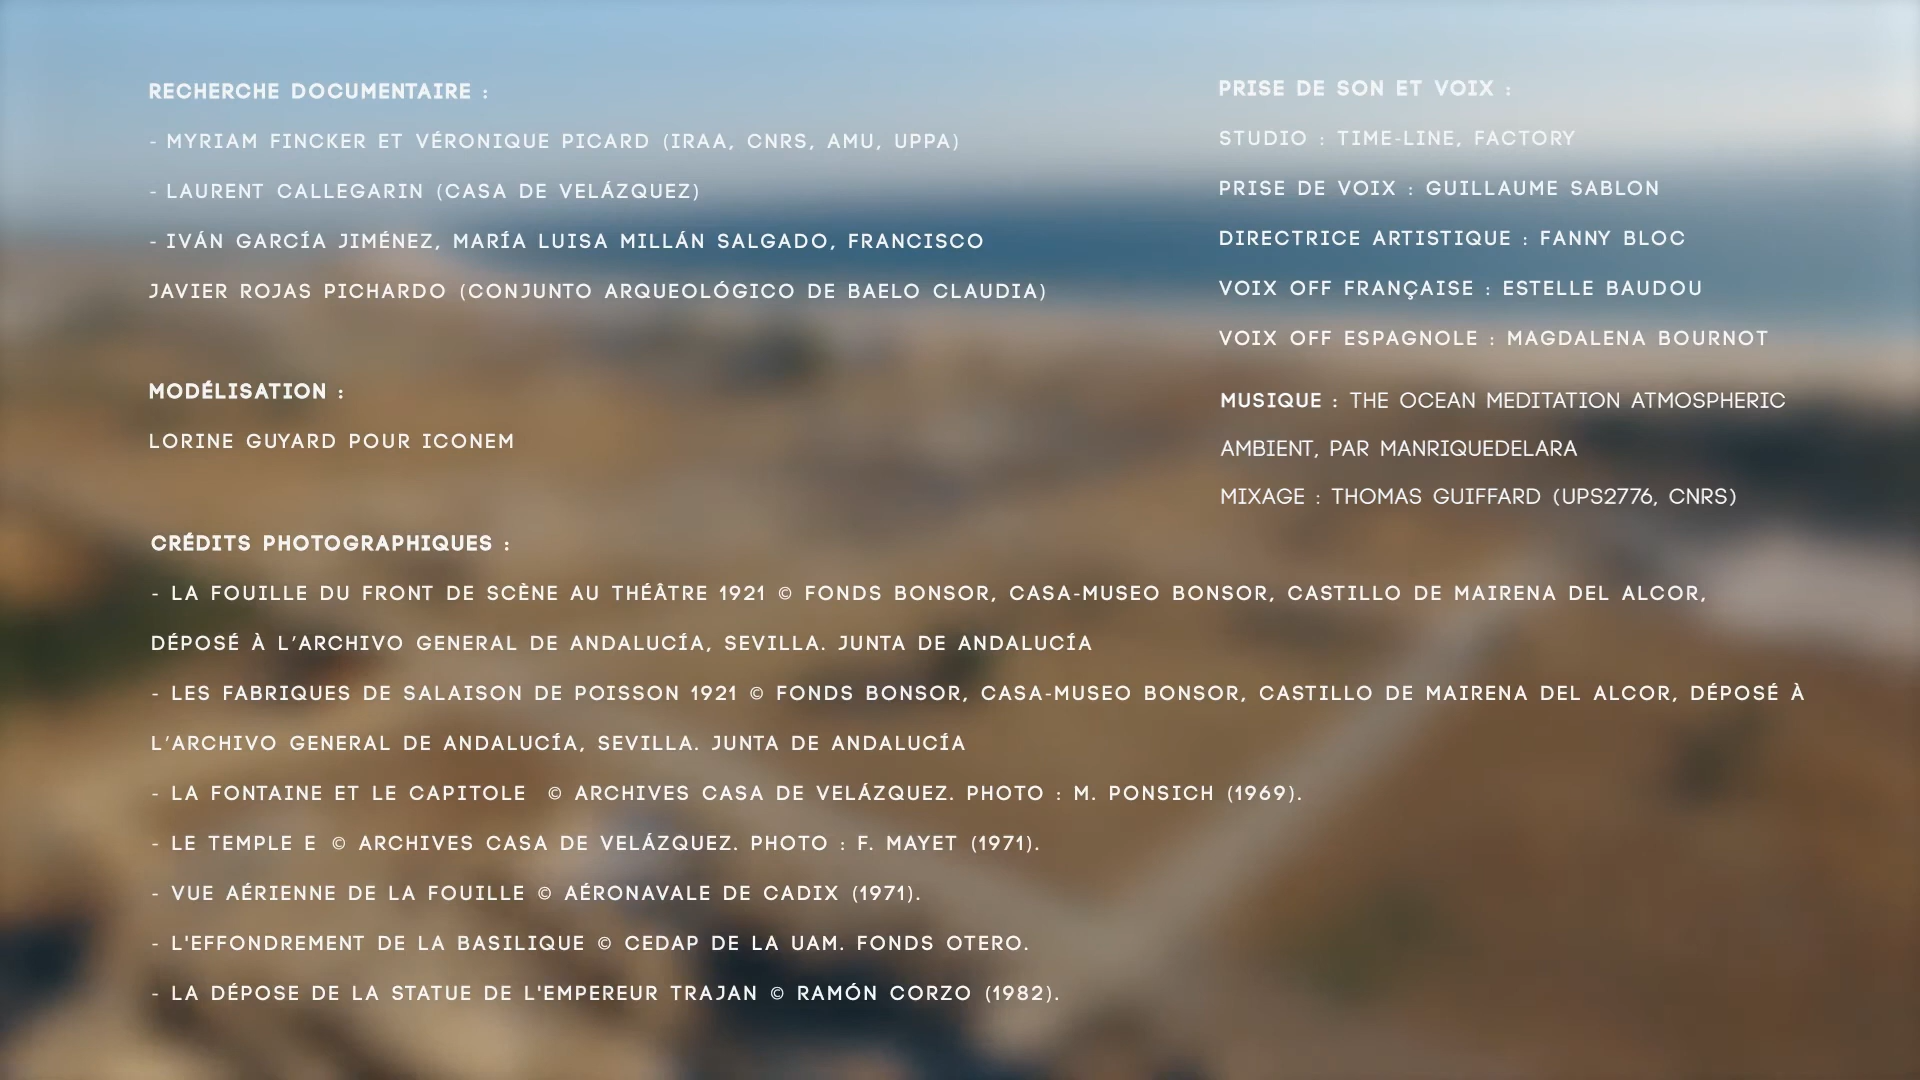 RECHERCHE DOCUMENTAIRE :
- MYRIAM FINCKER ET VÉRONIQUE PICARD (IRAA, CNRS, AMU, UPPA)
- LAURENT CALLEGARIN (CASA DE VELÁZQUEZ)
- IVÁN GARCÍA JIMÉNEZ, MARÍA LUISA MILLÁN SALGADO, FRANCISCO
JAVIER ROJAS PICHARDO (CONJUNTO ARQUEOLÓGICO DE BAELO CLAUDIA)
MODÉLISATION :
LORINE GUYARD POUR ICONEM
PRISE DE SON ET VOIX :
STUDIO : TIME-LINE, FACTORY
PRISE DE VOIX : GUILLAUME SABLON
DIRECTRICE ARTISTIQUE : FANNY BLOC
VOIX OFF FRANÇAISE : ESTELLE BAUDOU
VOIX OFF ESPAGNOLE : MAGDALENA BOURNOT
MUSIQUE : THE OCEAN MEDITATION ATMOSPHERIC
AMBIENT, PAR MANRIQUEDELARA
MIXAGE : THOMAS GUIFFARD (UPS2776, CNRS)
CRÉDITS PHOTOGRAPHIQUES :
- LA FOUILLE DU FRONT DE SCÈNE AU THÉÂTRE 1921 © FONDS BONSOR, CASA-MUSEO BONSOR, CASTILLO DE MAIRENA DEL ALCOR,
DÉPOSÉ À L'ARCHIVO GENERAL DE ANDALUCÍA, SEVILLA. JUNTA DE ANDALUCÍA
- LES FABRIQUES DE SALAISON DE POISSON 1921 © FONDS BONSOR, CASA-MUSEO BONSOR, CASTILLO DE MAIRENA DEL ALCOR, DÉPOSÉ À
L'ARCHIVO GENERAL DE ANDALUCÍA, SEVILLA. JUNTA DE ANDALUCÍA
- LA FONTAINE ET LE CAPITOLE © ARCHIVES CASA DE VELÁZQUEZ. PHOTO : M. PONSICH (1969).
- LE TEMPLE E © ARCHIVES CASA DE VELÁZQUEZ. PHOTO : F. MAYET (1971).
- VUE AÉRIENNE DE LA FOUILLE © AÉRONAVALE DE CADIX (1971).
- L'EFFONDREMENT DE LA BASILIQUE © CEDAP DE LA UAM. FONDS OTERO.
- LA DÉPOSE DE LA STATUE DE L'EMPEREUR TRAJAN © RAMÓN CORZO (1982).